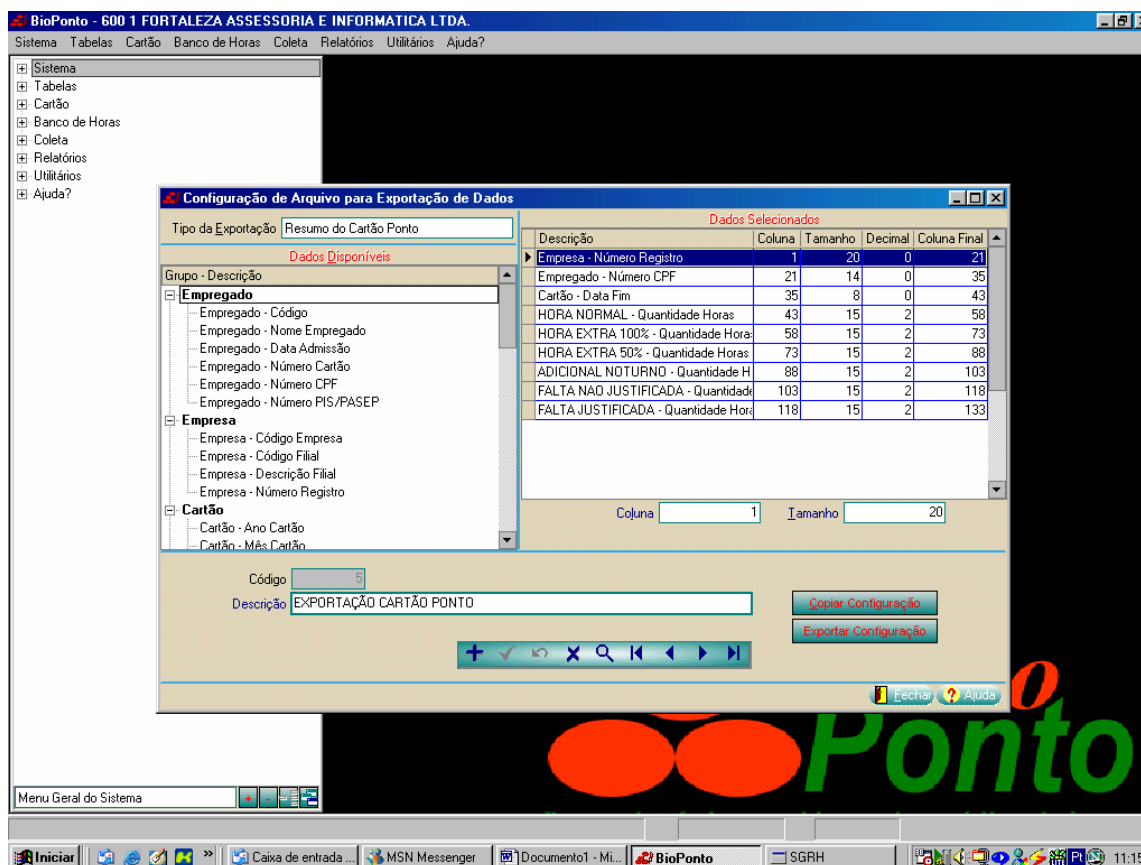 BioPonto - 600 1 FORTALEZA ASSESSORIA E INFORMATICA LTDA.
Sistema Tabelas Cartão Banco de Horas Coleta Relatórios Utilitários Ajuda?
Sistema
Tabelas
Cartão
Banco de Horas
Coleta
Relatórios
Utilitários
Ajuda?
Configuração de Arquivo para Exportação de Dados
Tipo da Exportação Resumo do Cartão Ponto
Dados Disponíveis
Grupo - Descrição
Empregado
Empregado - Código
Empregado - Nome Empregado
Empregado - Data Admissão
Empregado - Número Cartão
Empregado - Número CPF
Empregado - Número PIS/PASEP
Empresa
Empresa - Código Empresa
Empresa - Código Filial
Empresa - Descrição Filial
Empresa - Número Registro
Cartão
Cartão - Ano Cartão
Cartão - Mês Cartão
Dados Selecionados
Descrição Coluna Tamanho Decimal Coluna Final
Empresa - Número Registro 1 20 0 21
Empregado - Número CPF 21 14 0 35
Cartão - Data Fim 35 8 0 43
HORA NORMAL - Quantidade Horas 43 15 2 58
HORA EXTRA 100% - Quantidade Hora 58 15 2 73
HORA EXTRA 50% - Quantidade Horas 73 15 2 88
ADICIONAL NOTURNO - Quantidade H 88 15 2 103
FALTA NAO JUSTIFICADA - Quantidade 103 15 2 118
FALTA JUSTIFICADA - Quantidade Hora 118 15 2 133
Coluna 1 Tamanho 20
Código 5
Descrição EXPORTAÇÃO CARTÃO PONTO
Copiar Configuração
Exportar Configuração
Fechar Ajuda
Ponto
Menu Geral do Sistema
Iniciar Caixa de entrada ... MSN Messenger Documento1 - Mi... BioPonto SGRH Pt 11:15